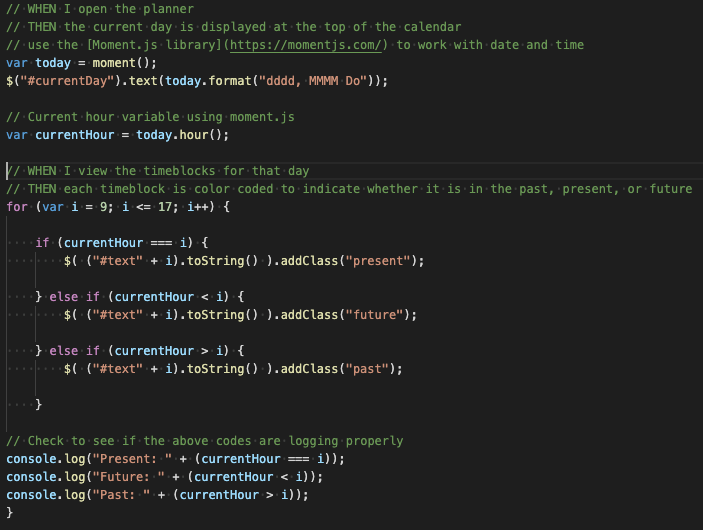 // WHEN I open the planner
// THEN the current day is displayed at the top of the calendar
// use the [Moment.js library](https://momentjs.com/) to work with date and time
var today = moment();
$("#currentDay").text(today.format("dddd, MMMM Do"));

// Current hour variable using moment.js
var currentHour = today.hour();

// WHEN I view the timeblocks for that day
// THEN each timeblock is color coded to indicate whether it is in the past, present, or future
for (var i = 9; i <= 17; i++) {

    if (currentHour === i) {
        $( ("#text" + i).toString() ).addClass("present");

    } else if (currentHour < i) {
        $( ("#text" + i).toString() ).addClass("future");

    } else if (currentHour > i) {
        $( ("#text" + i).toString() ).addClass("past");

    }

// Check to see if the above codes are logging properly
console.log("Present: " + (currentHour === i));
console.log("Future: " + (currentHour < i));
console.log("Past: " + (currentHour > i));
}